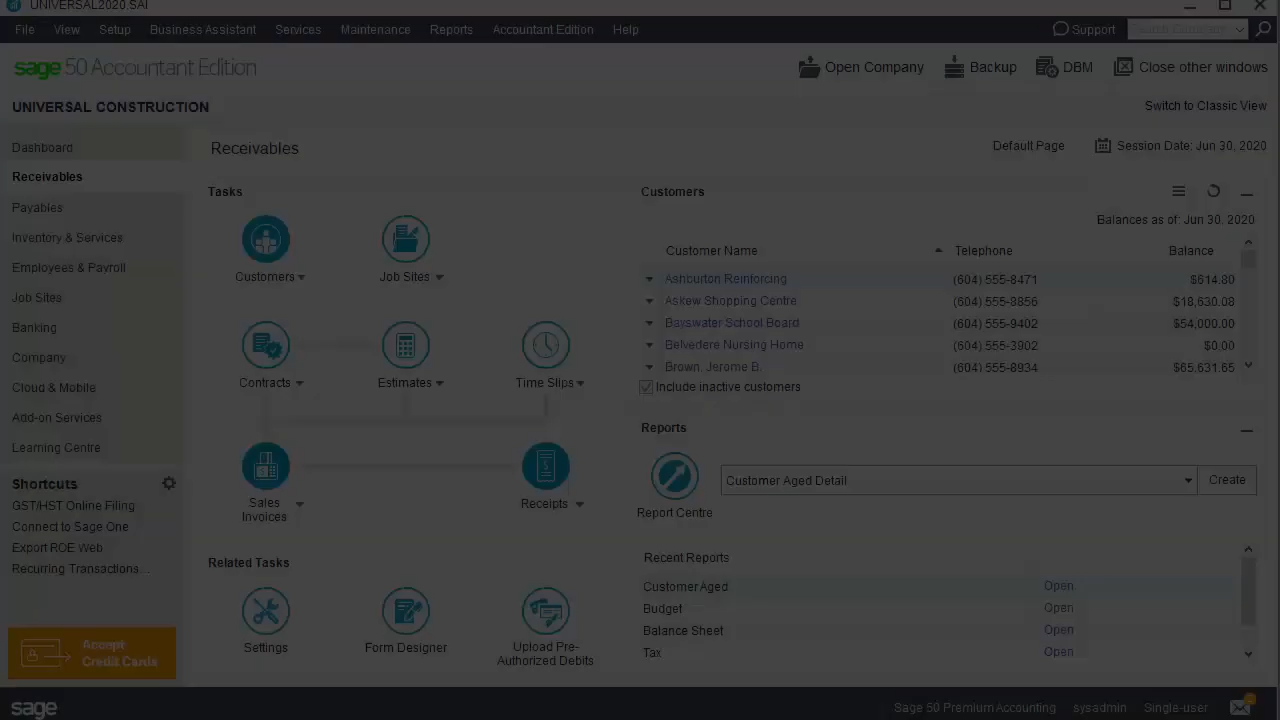 UNIVERSAL2020.SAI
File View Setup Business Assistant Services Maintenance Reports Accountant Edition Help Support
sage 50 Accountant Edition
Open Company Backup DBM Close other windows
UNIVERSAL CONSTRUCTION
Switch to Classic View
Dashboard
Receivables
Payables
Inventory & Services
Employees & Payroll
Job Sites
Banking
Company
Cloud & Mobile
Add-on Services
Learning Centre
Shortcuts
GST/HST Online Filing
Connect to Sage One
Export ROE Web
Recurring Transactions...
Accept
Credit Cards
Receivables
Default Page Session Date: Jun 30, 2020
Tasks
Customers
Job Sites
Contracts
Estimates
Time Slips
Sales
Invoices
Receipts
Related Tasks
Settings
Form Designer
Upload Pre-
Authorized Debits
Customers
Balances as of: Jun 30, 2020
Customer Name Telephone Balance
Ashburton Reinforcing (604) 555-8471 $614.80
Askew Shopping Centre (604) 555-8856 $18,630.08
Bayswater School Board (604) 555-9402 $54,000.00
Belvedere Nursing Home (604) 555-3902 $0.00
Brown, Jerome B. (604) 555-8934 $65,631.65
Include inactive customers
Reports
Report Centre
Customer Aged Detail
Create
Recent Reports
Customer Aged Open
Budget Open
Balance Sheet Open
Tax Open
sage
Sage 50 Premium Accounting sysadmin Single-user